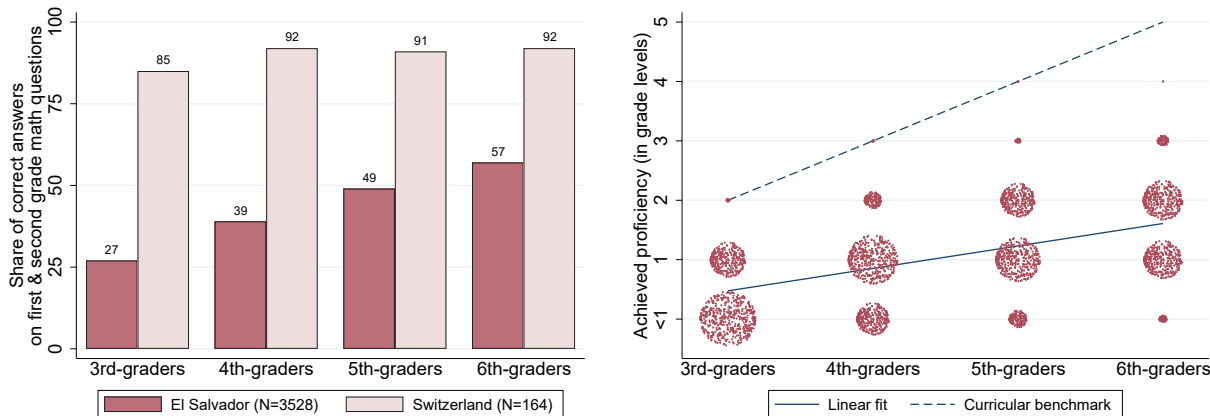 Share of correct answers
on first & second grade math questions
100
75
50
25
0
27
85
39
92
49
91
57
92
3rd-graders
4th-graders
5th-graders
6th-graders
El Salvador (N=3528)
Switzerland (N=164)
Achieved proficiency (in grade levels)
5
4
3
2
1
<1
3rd-graders
4th-graders
5th-graders
6th-graders
Linear fit
Curricular benchmark